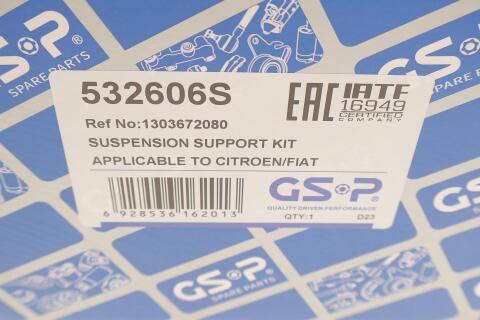 GSP
SPARE PARTS
GSP
SPARE PARTS
532606S
EAC
IATF
16949
CERTIFIED
COMPANY
Ref No:1303672080
SUSPENSION SUPPORT KIT
APPLICABLE TO CITROEN/FIAT
6 928536 162013
GSP
QUALITY DRIVEN PERFORMANCE
QTY:1 D23
GSP
SPARE PARTS